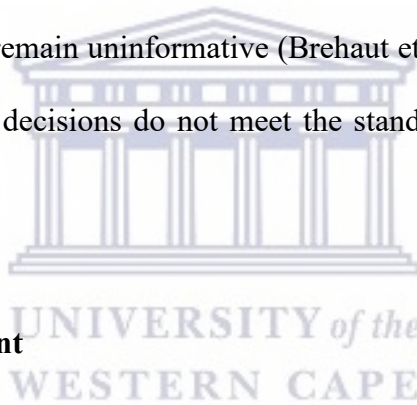 remain uninformative (Brehaut et
decisions do not meet the stand
UNIVERSITY of the
nt
WESTERN CAPE